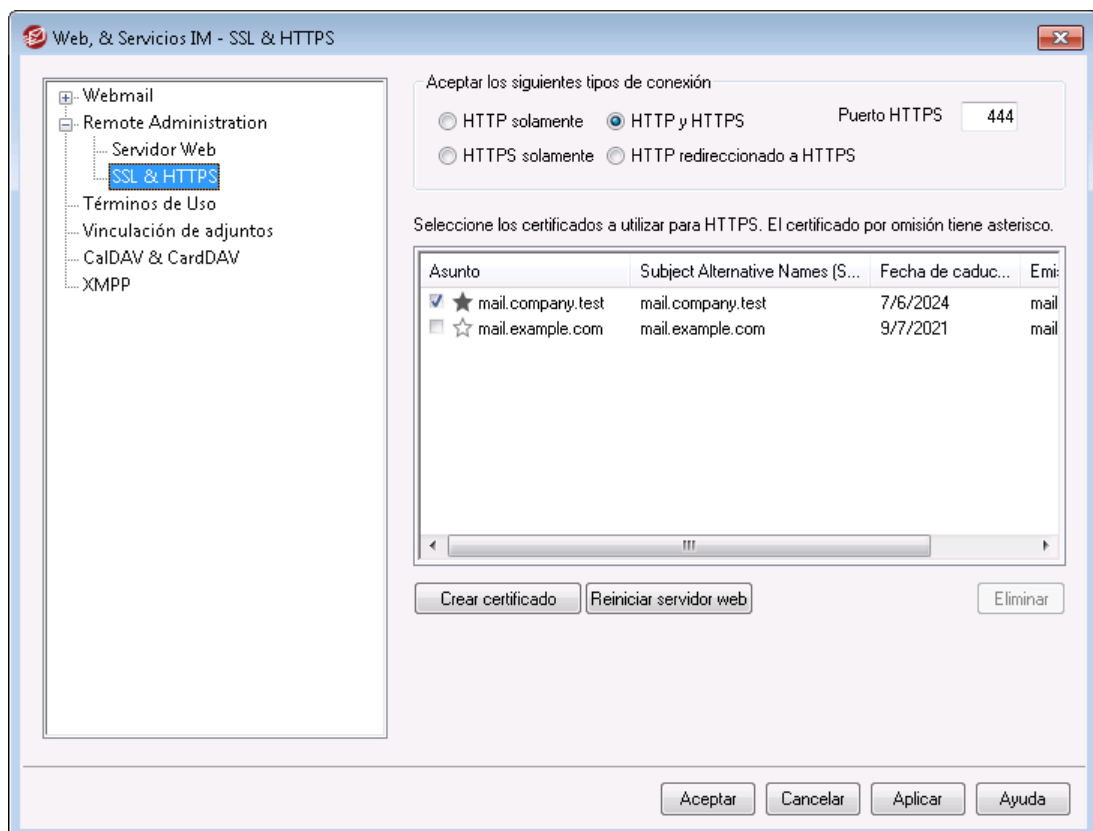 Web, & Servicios IM - SSL & HTTPS
Webmail
Remote Administration
Servidor Web
SSL & HTTPS
Términos de Uso
Vinculación de adjuntos
CalDAV & CardDAV
XMPP
Aceptar los siguientes tipos de conexión
HTTP solamente HTTP y HTTPS Puerto HTTPS 444
HTTPS solamente HTTP redireccionado a HTTPS
Seleccione los certificados a utilizar para HTTPS. El certificado por omisión tiene asterisco.
Asunto Subject Alternative Names (S... Fecha de caduc... Emi
mail.company.test mail.company.test 7/6/2024 mail
mail.example.com mail.example.com 9/7/2021 mail
Crear certificado Reiniciar servidor web Eliminar
Aceptar Cancelar Aplicar Ayuda